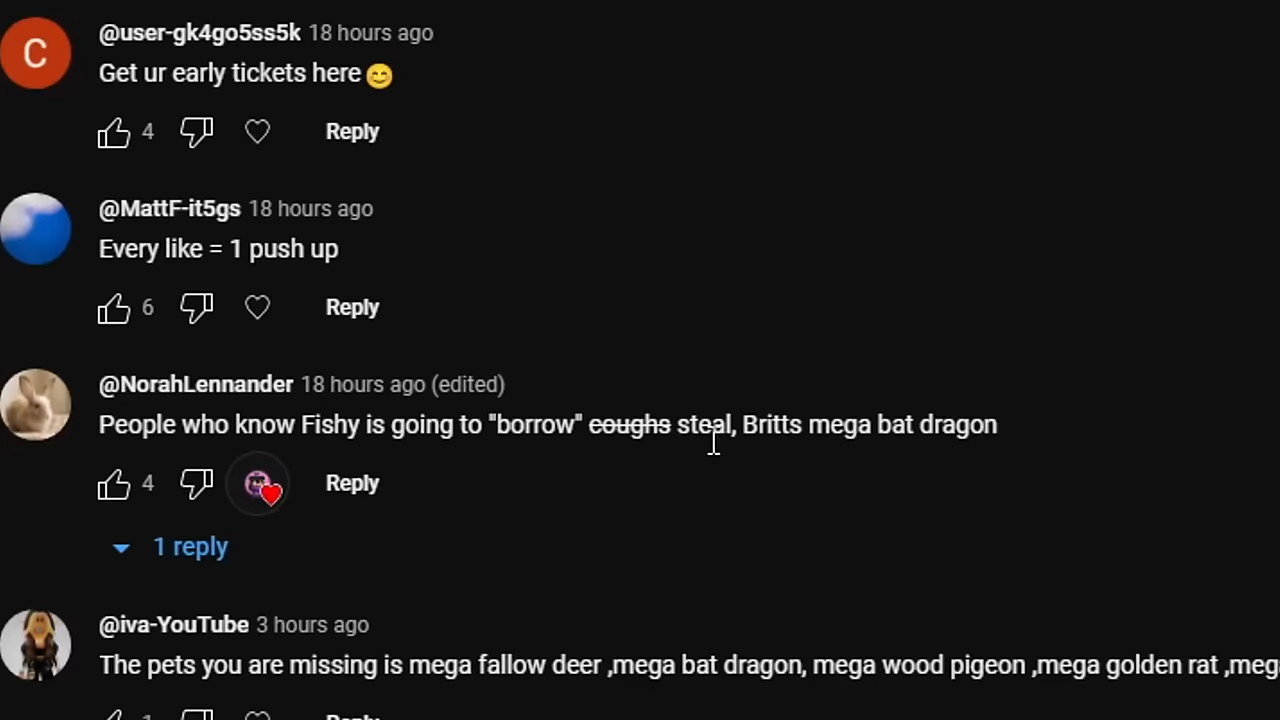 C
@user-gk4go5ss5k 18 hours ago
Get ur early tickets here 😊
4 Reply
@MattF-it5gs 18 hours ago
Every like = 1 push up
6 Reply
@NorahLennander 18 hours ago (edited)
People who know Fishy is going to "borrow" coughs steal, Britts mega bat dragon
4 Reply
1 reply
@iva-YouTube 3 hours ago
The pets you are missing is mega fallow deer ,mega bat dragon, mega wood pigeon ,mega golden rat ,meg
1 Reply